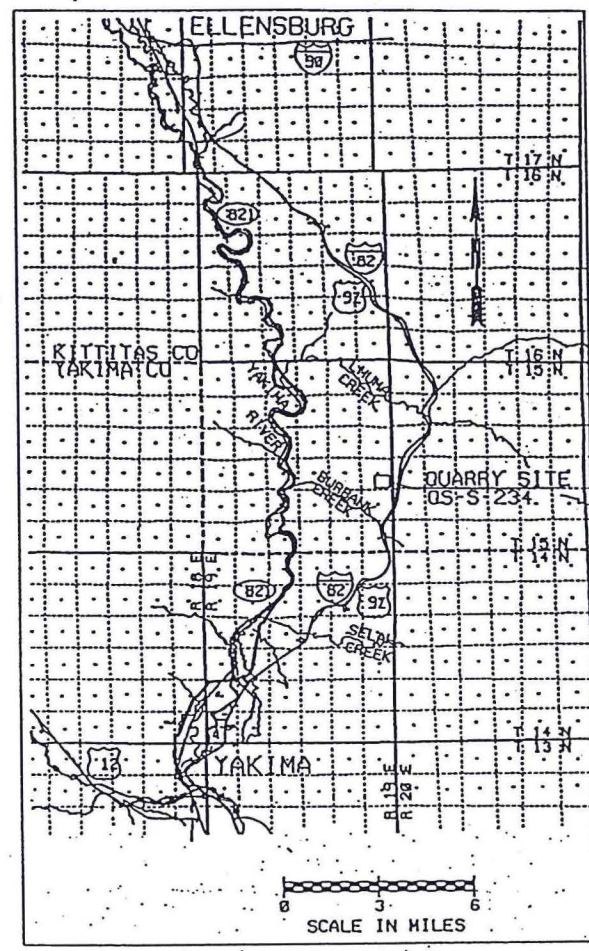 ELLENSBURG
90
T 17 N
T 16 N
821
82
97
N
KITTITAS CO
YAKIMA CO
T 16 N
T 15 N
YAKIMA
RIVER
CREEK
BURBANK
CREEK
QUARRY SITE
QS-S-234
T 15 N
T 14 N
R 18 E
R 19 E
821
82
97
SELAH
CREEK
T 14 N
T 13 N
12
YAKIMA
R 19 E
R 20 E
0 3 6
SCALE IN MILES